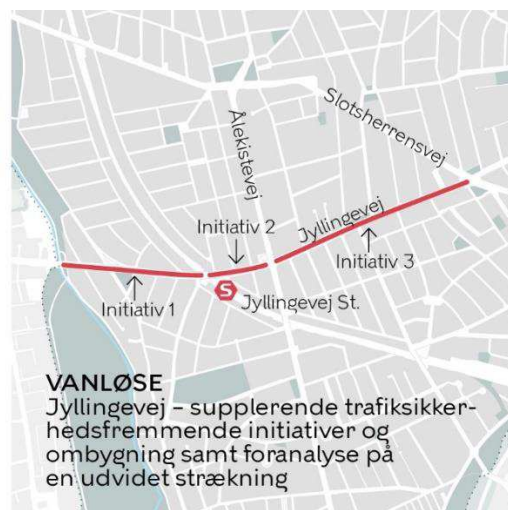 Slotsherrensvej
Ålekistevej
Jyllingevej
Initiativ 2
Initiativ 3
Initiativ 1
S
Jyllingevej St.
VANLØSE
Jyllingevej – supplerende trafiksikker-
hedsfremmende initiativer og
ombygning samt foranalyse på
en udvidet strækning